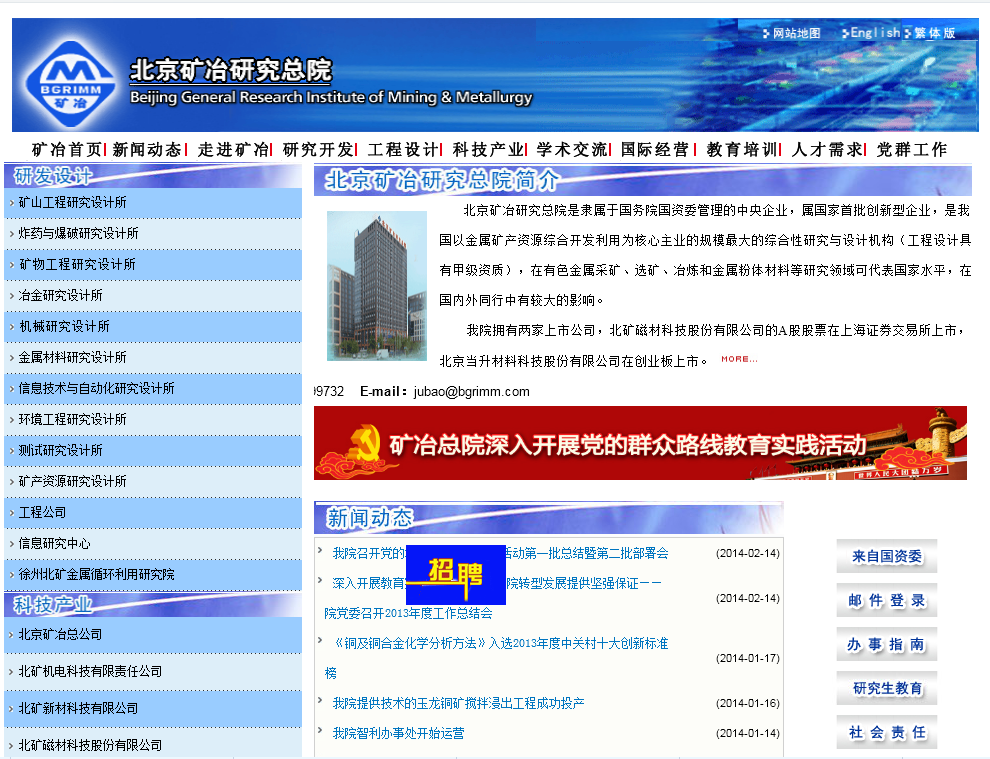 网站地图 English 繁体版
BGRIMM
矿冶
北京矿冶研究总院
Beijing General Research Institute of Mining & Metallurgy
矿冶首页 新闻动态 走进矿冶 研究开发 工程设计 科技产业 学术交流 国际经营 教育培训 人才需求 党群工作
研发设计
矿山工程研究设计所
炸药与爆破研究设计所
矿物工程研究设计所
冶金研究设计所
机械研究设计所
金属材料研究设计所
信息技术与自动化研究设计所
环境工程研究设计所
测试研究设计所
矿产资源研究设计所
工程公司
信息研究中心
徐州北矿金属循环利用研究院
科技产业
北京矿冶总公司
北矿机电科技有限责任公司
北矿新材科技有限公司
北矿磁材科技股份有限公司
北京矿冶研究总院简介
北京矿冶研究总院是隶属于国务院国资委管理的中央企业，属国家首批创新型企业，是我
国以金属矿产资源综合开发利用为核心主业的规模最大的综合性研究与设计机构（工程设计具
有甲级资质），在有色金属采矿、选矿、冶炼和金属粉体材料等研究领域可代表国家水平，在
国内外同行中有较大的影响。
我院拥有两家上市公司，北矿磁材科技股份有限公司的A股股票在上海证券交易所上市，
北京当升材料科技股份有限公司在创业板上市。 MORE...
9732 E-mail：jubao@bgrimm.com
矿冶总院深入开展党的群众路线教育实践活动
世界人民大团结万岁
新闻动态
我院召开党的 活动第一批总结暨第二批部署会 (2014-02-14)
深入开展教育 院转型发展提供坚强保证——
院党委召开2013年度工作总结会 (2014-02-14)
《铜及铜合金化学分析方法》入选2013年度中关村十大创新标准
榜 (2014-01-17)
我院提供技术的玉龙铜矿搅拌浸出工程成功投产 (2014-01-16)
我院智利办事处开始运营 (2014-01-14)
招聘
来自国资委
邮件登录
办事指南
研究生教育
社会责任